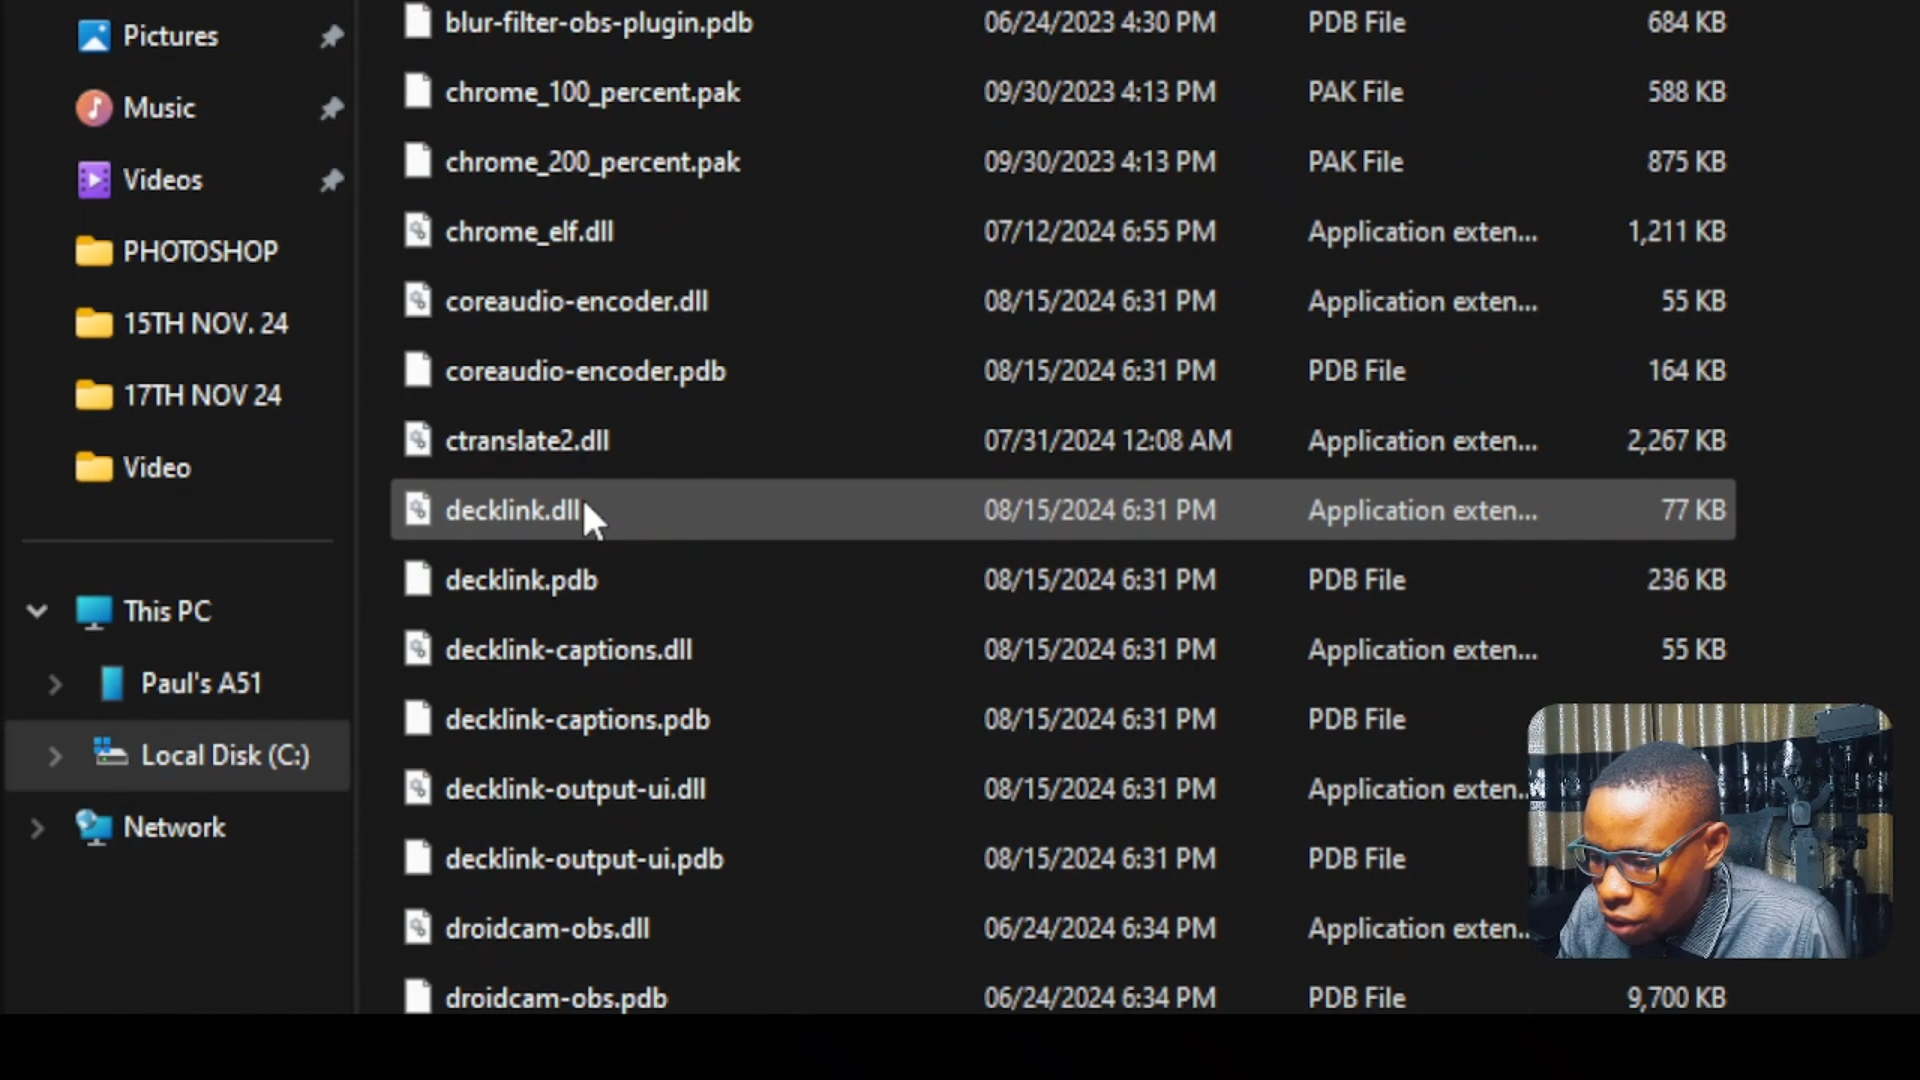 Pictures
Music
Videos
PHOTOSHOP
15TH NOV. 24
17TH NOV 24
Video
This PC
Paul's A51
Local Disk (C:)
Network
blur-filter-obs-plugin.pdb 06/24/2023 4:30 PM PDB File 684 KB
chrome_100_percent.pak 09/30/2023 4:13 PM PAK File 588 KB
chrome_200_percent.pak 09/30/2023 4:13 PM PAK File 875 KB
chrome_elf.dll 07/12/2024 6:55 PM Application exten... 1,211 KB
coreaudio-encoder.dll 08/15/2024 6:31 PM Application exten... 55 KB
coreaudio-encoder.pdb 08/15/2024 6:31 PM PDB File 164 KB
ctranslate2.dll 07/31/2024 12:08 AM Application exten... 2,267 KB
decklink.dll 08/15/2024 6:31 PM Application exten... 77 KB
decklink.pdb 08/15/2024 6:31 PM PDB File 236 KB
decklink-captions.dll 08/15/2024 6:31 PM Application exten... 55 KB
decklink-captions.pdb 08/15/2024 6:31 PM PDB File
decklink-output-ui.dll 08/15/2024 6:31 PM Application exten..
decklink-output-ui.pdb 08/15/2024 6:31 PM PDB File
droidcam-obs.dll 06/24/2024 6:34 PM Application exten..
droidcam-obs.pdb 06/24/2024 6:34 PM PDB File 9,700 KB